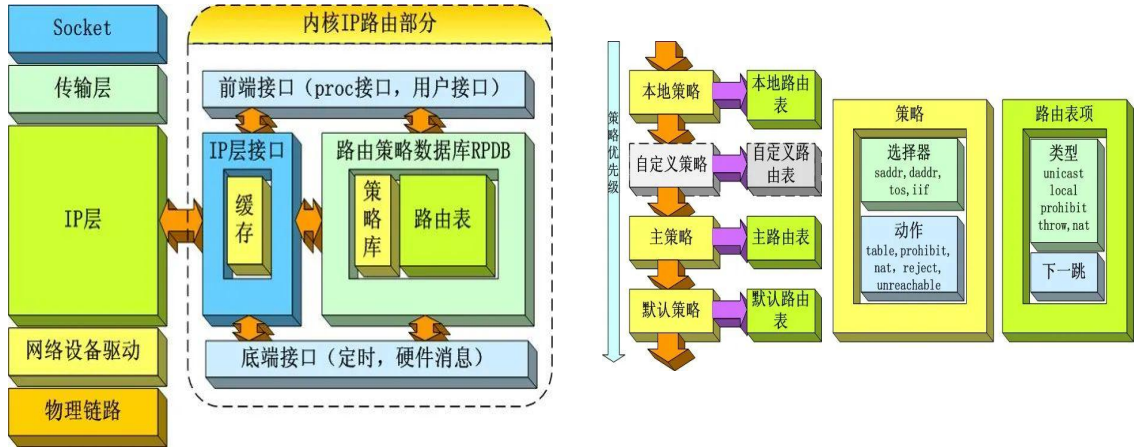 Socket
传输层
IP层
网络设备驱动
物理链路
内核IP路由部分
前端接口（proc接口，用户接口）
IP层接口
缓存
路由策略数据库RPDB
策略库
路由表
底端接口（定时，硬件消息）
策略优先级
本地策略
本地路由
表
自定义策略
自定义路
由表
主策略
主路由表
默认策略
默认路由
表
策略
选择器
saddr,daddr,
tos,iif
动作
table,prohibit,
nat，reject,
unreachable
路由表项
类型
unicast
local
prohibit
throw,nat
下一跳